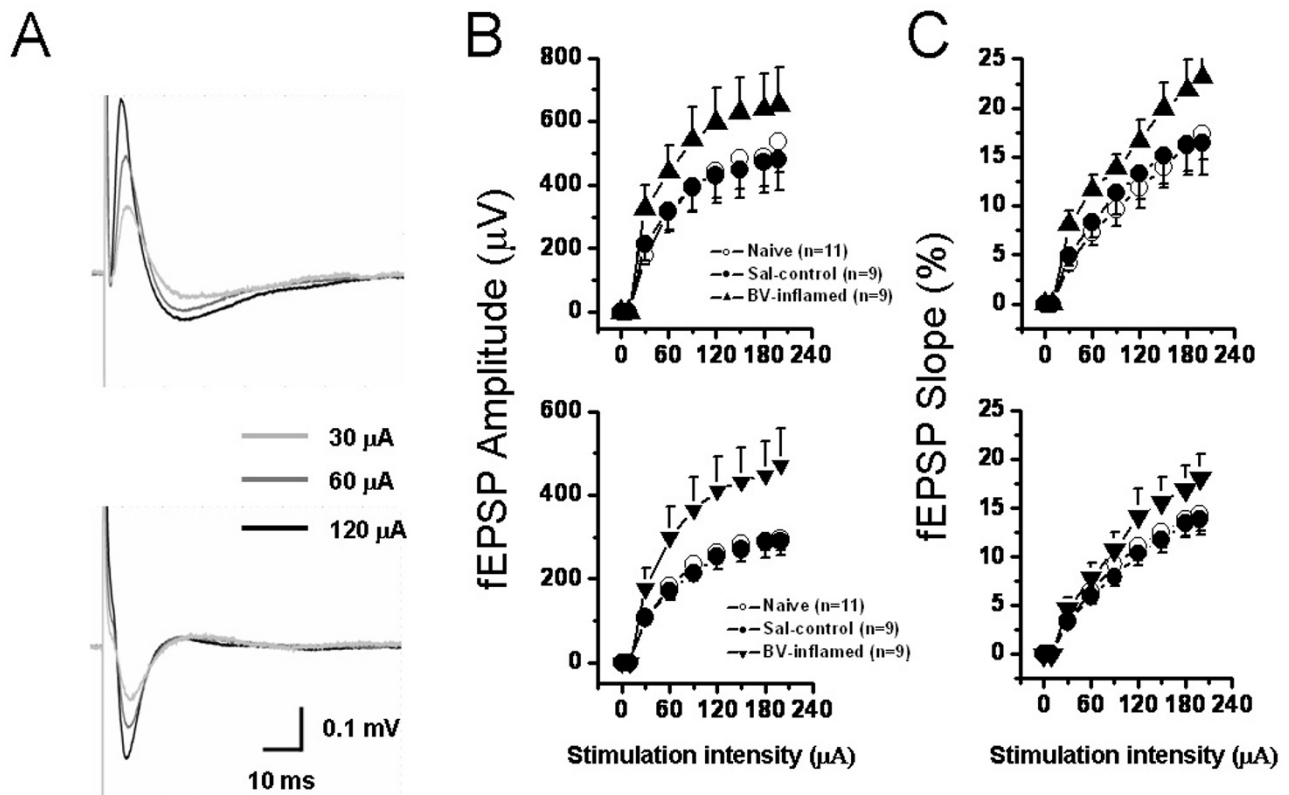 A
B
C
30 μA
60 μA
120 μA
0.1 mV
10 ms
fEPSP Amplitude (μV)
800
600
400
200
0
Naive (n=11)
Sal-control (n=9)
BV-inflamed (n=9)
0 60 120 180 240
600
400
200
0
Naive (n=11)
Sal-control (n=9)
BV-inflamed (n=9)
0 60 120 180 240
Stimulation intensity (μA)
fEPSP Slope (%)
25
20
15
10
5
0
0 60 120 180 240
25
20
15
10
5
0
0 60 120 180 240
Stimulation intensity (μA)